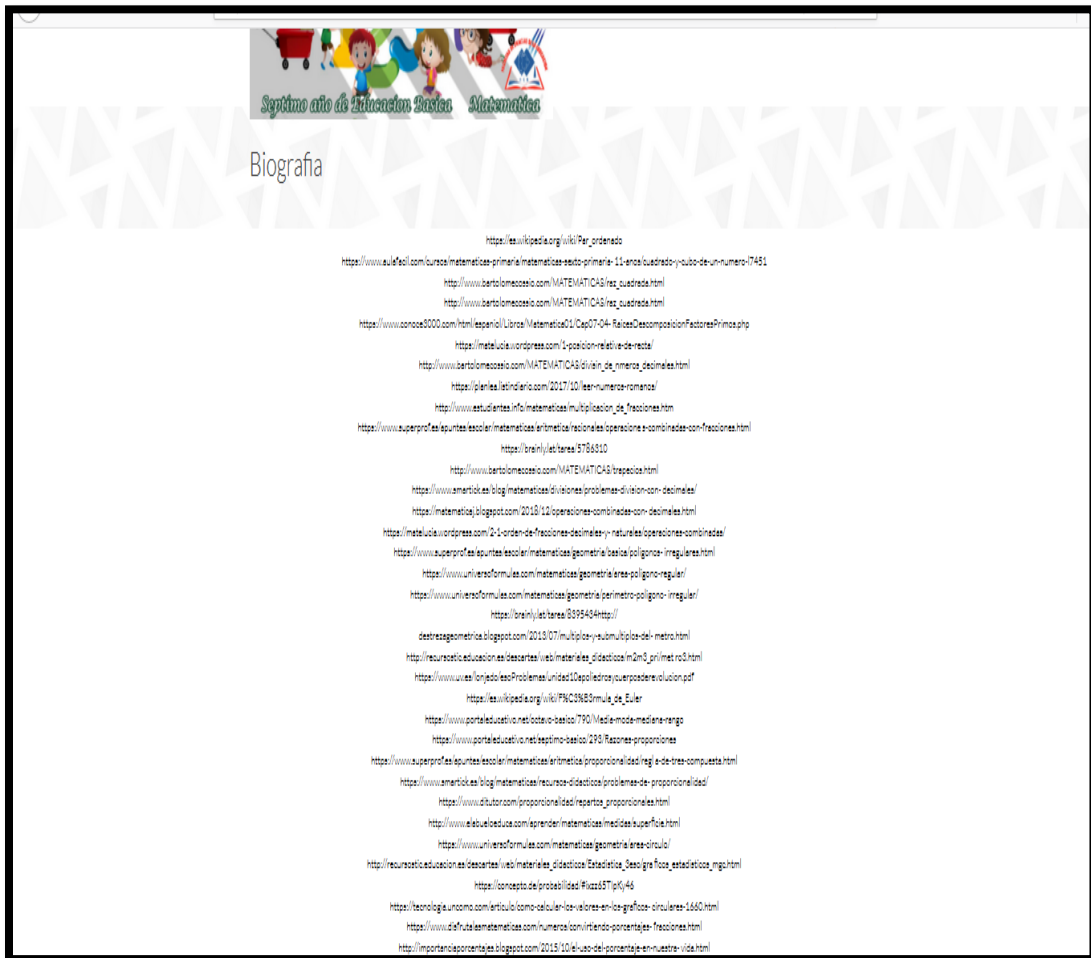 Septimo año de Educacion Basica Matematica
Biografia
https://es.wikipedia.org/wiki/Par_ordenado
https://www.aulafacil.com/cursos/matematicas-primaria/matematicas-sexto-primaria- 11-anos/cuadrado-y-cubo-de-un-numero-l7451
http://www.bartolomecossio.com/MATEMATICAS/raz_cuadrada.html
http://www.bartolomecossio.com/MATEMATICAS/raz_cuadrada.html
https://www.conoce3000.com/html/espaniol/Libros/Matematica01/Cap07-04- RaicesDescomposicionFactoresPrimos.php
https://matelucia.wordpress.com/1-posicion-relativa-de-recta/
http://www.bartolomecossio.com/MATEMATICAS/divisin_de_nmeros_decimales.html
https://planlea.listindiario.com/2017/10/leer-numeros-romanos/
http://www.estudiantes.info/matematicas/multiplicacion_de_fracciones.htm
https://www.superprof.es/apuntes/escolar/matematicas/aritmetica/racionales/operacione s-combinadas-con-fracciones.html
https://brainly.lat/tarea/5786310
http://www.bartolomecossio.com/MATEMATICAS/trapecios.html
https://www.smartick.es/blog/matematicas/divisiones/problemas-division-con- decimales/
https://matematicaj.blogspot.com/2018/12/operaciones-combinadas-con- decimales.html
https://matelucia.wordpress.com/2-1-orden-de-fracciones-decimales-y- naturales/operaciones-combinadas/
https://www.superprof.es/apuntes/escolar/matematicas/geometria/basica/poligonos- irregulares.html
https://www.universoformulas.com/matematicas/geometria/area-poligono-regular/
https://www.universoformulas.com/matematicas/geometria/perimetro-poligono- irregular/
https://brainly.lat/tarea/8395434http://
destrezageometrica.blogspot.com/2013/07/multiplos-y-submultiplos-del- metro.html
http://recursostic.educacion.es/descartes/web/materiales_didacticos/m2m3_pri/met ro3.html
https://www.uv.es/lonjedo/esoProblemas/unidad10apoliedrosycuerposderevolucion.pdf
https://es.wikipedia.org/wiki/F%C3%B3rmula_de_Euler
https://www.portaleducativo.net/octavo-basico/790/Media-moda-mediana-rango
https://www.portaleducativo.net/septimo-basico/293/Razones-proporciones
https://www.superprof.es/apuntes/escolar/matematicas/aritmetica/proporcionalidad/regla-de-tres-compuesta.html
https://www.smartick.es/blog/matematicas/recursos-didacticos/problemas-de- proporcionalidad/
https://www.ditutor.com/proporcionalidad/repartos_proporcionales.html
http://www.elabueloeduca.com/aprender/matematicas/medidas/superficie.html
https://www.universoformulas.com/matematicas/geometria/area-circulo/
http://recursostic.educacion.es/descartes/web/materiales_didacticos/Estadistica_3eso/gra ficos_estadisticos_mgc.html
https://concepto.de/probabilidad/#ixzz65TIpKy46
https://tecnologia.uncomo.com/articulo/como-calcular-los-valores-en-los-graficos- circulares-1660.html
https://www.disfrutalasmatematicas.com/numeros/convirtiendo-porcentajes- fracciones.html
http://importanciaporcentajes.blogspot.com/2015/10/el-uso-del-porcentaje-en-nuestra- vida.html